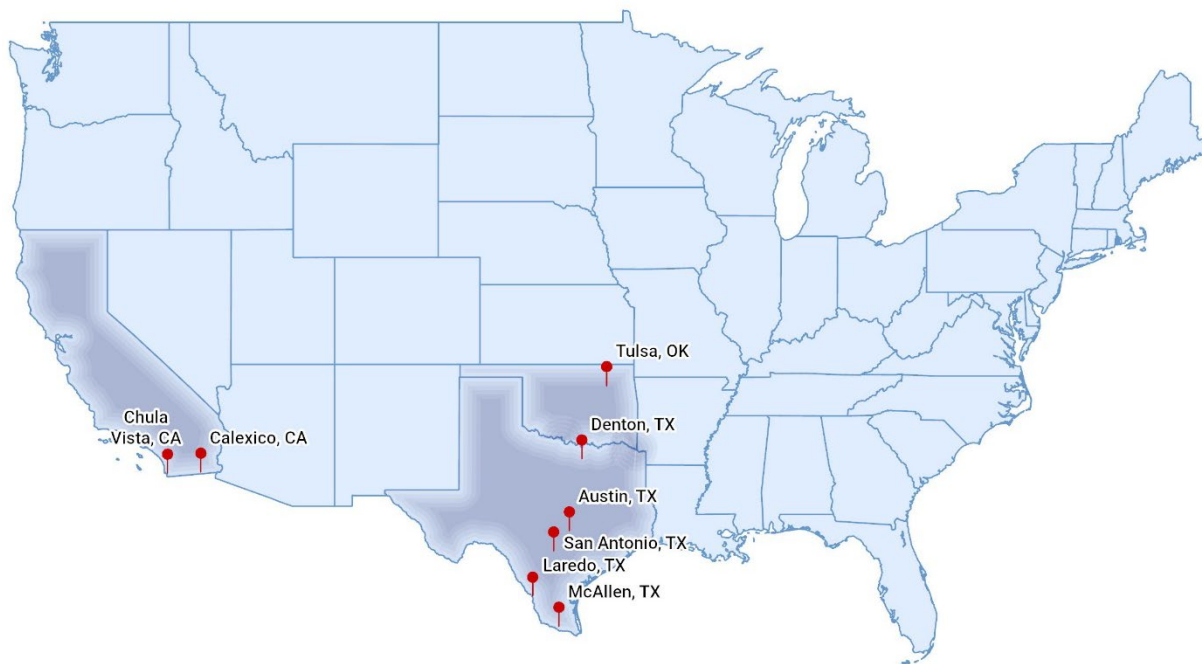 Tulsa, OK
Denton, TX
Chula
Vista, CA
Calexico, CA
Austin, TX
San Antonio, TX
Laredo, TX
McAllen, TX